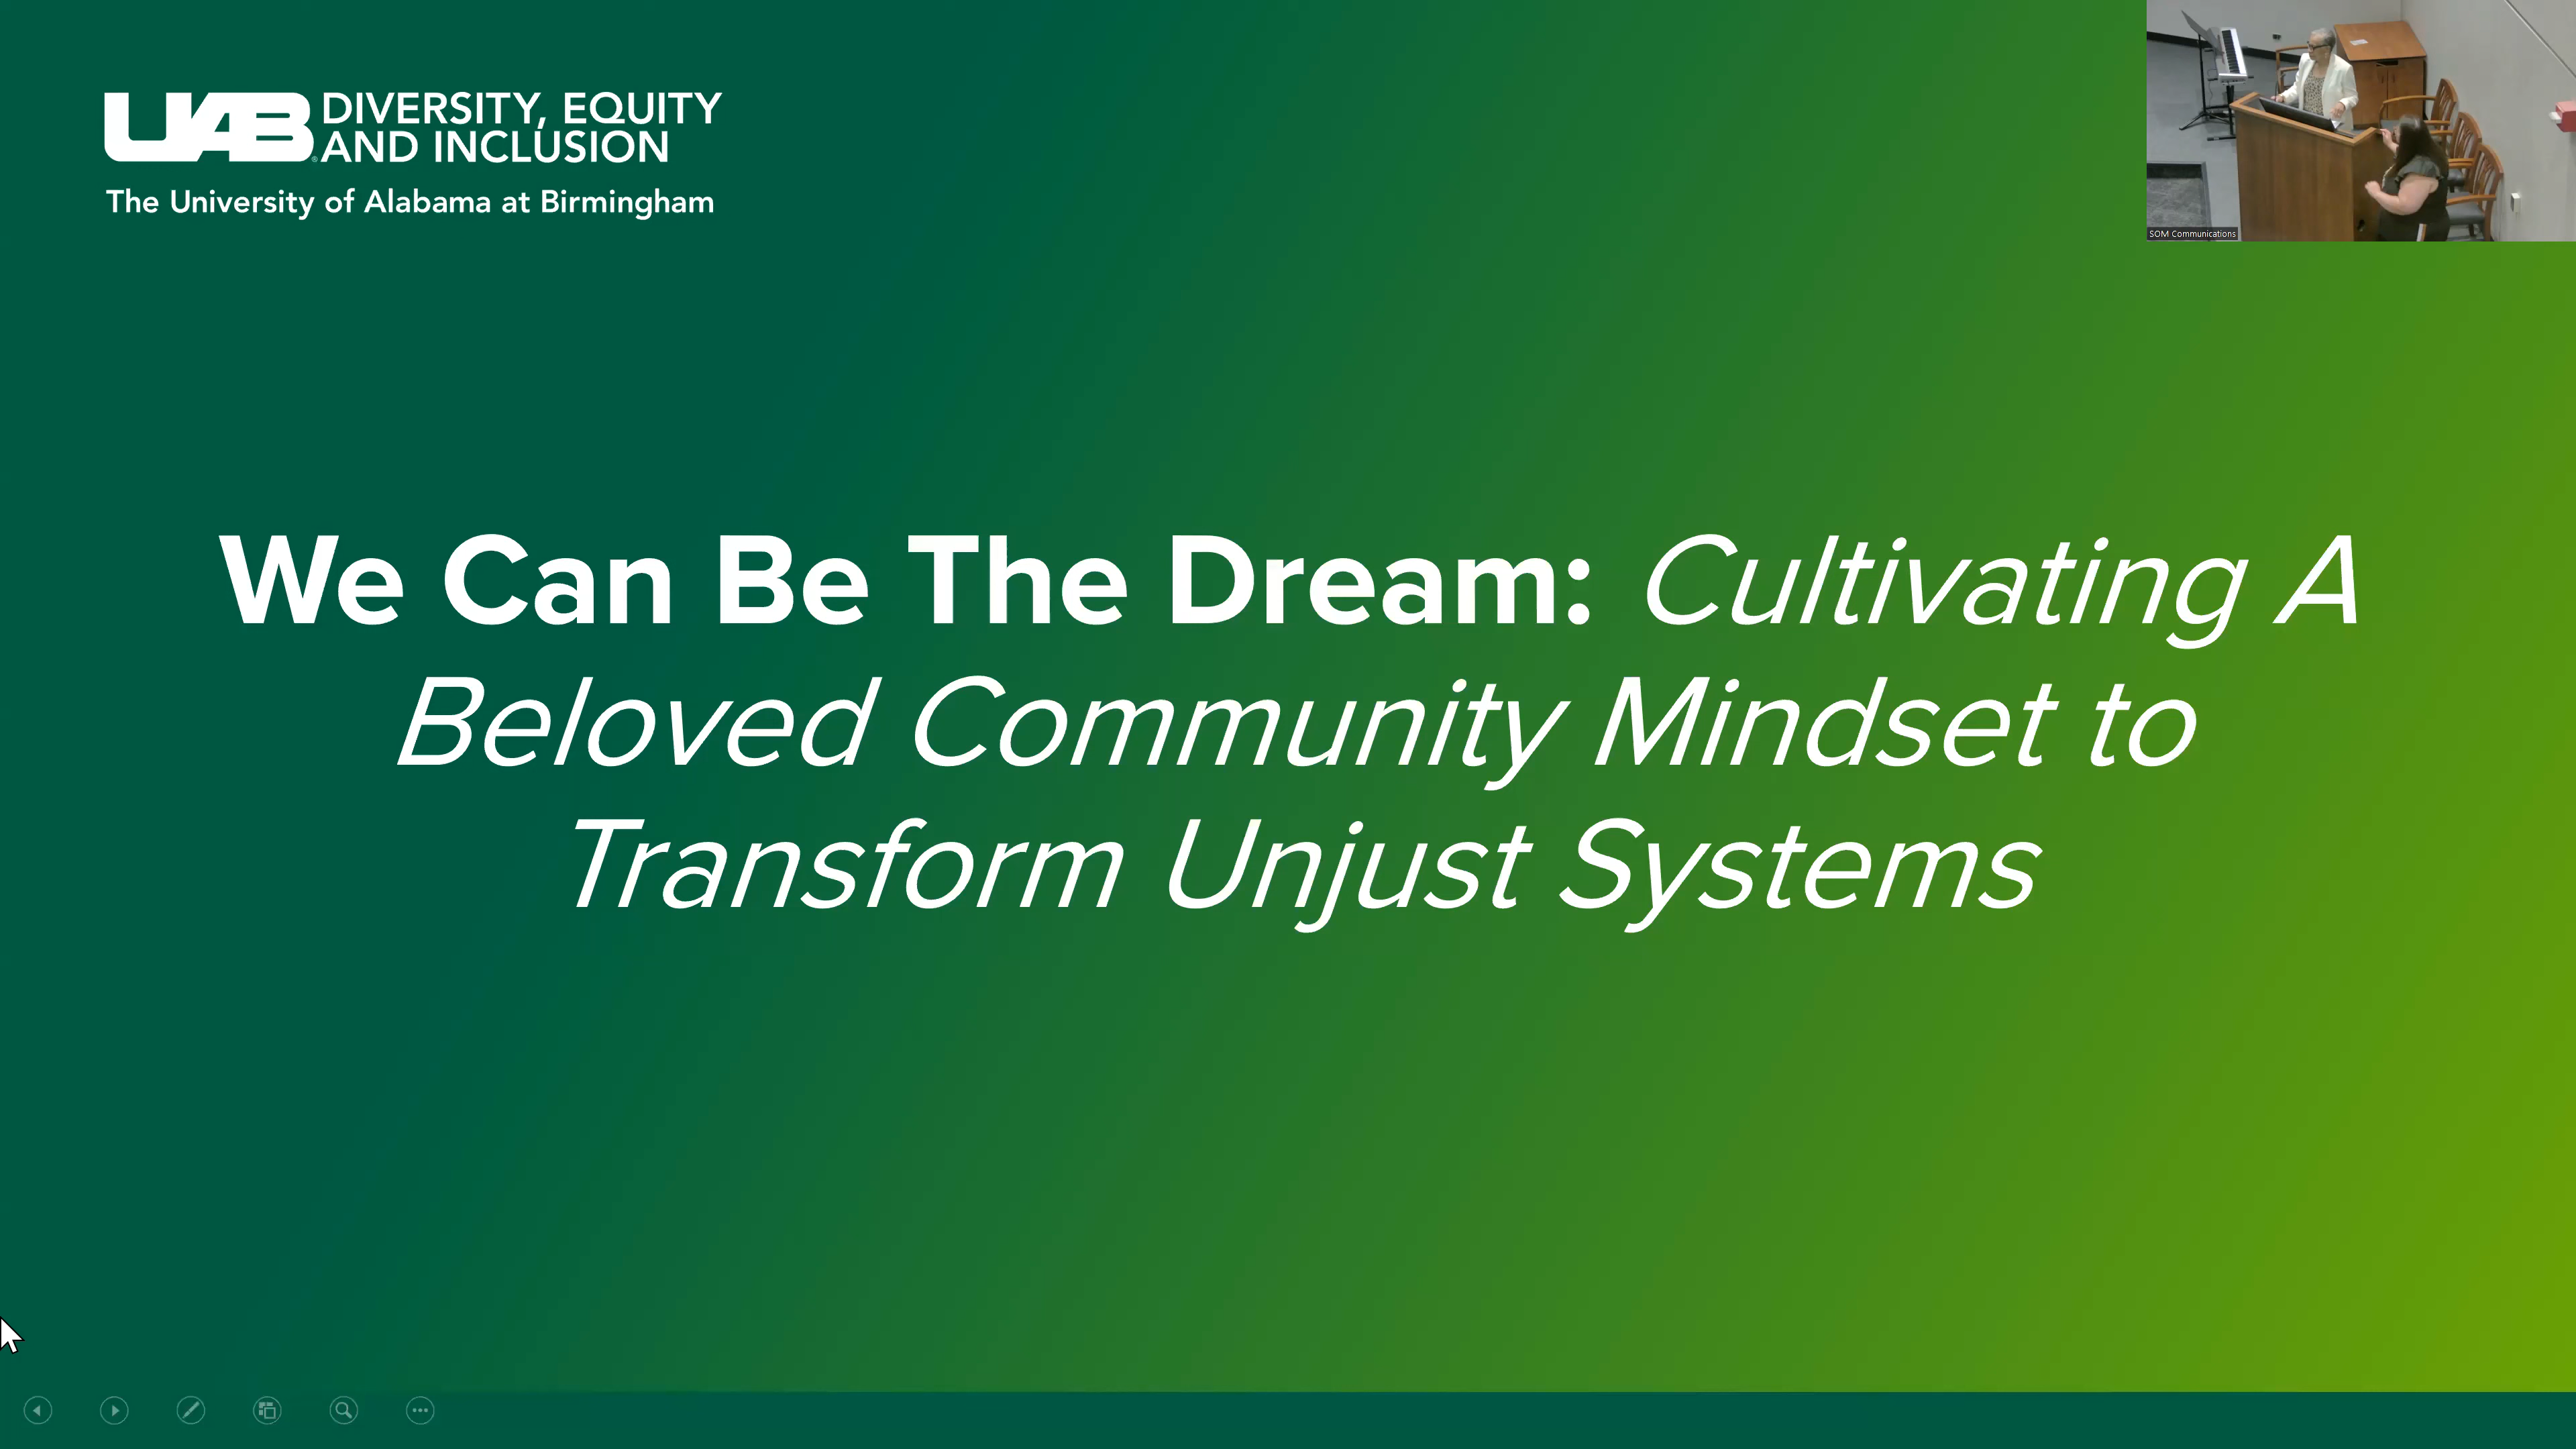 UAB DIVERSITY, EQUITY
AND INCLUSION
The University of Alabama at Birmingham
SOM Communications
We Can Be The Dream: Cultivating A
Beloved Community Mindset to
Transform Unjust Systems